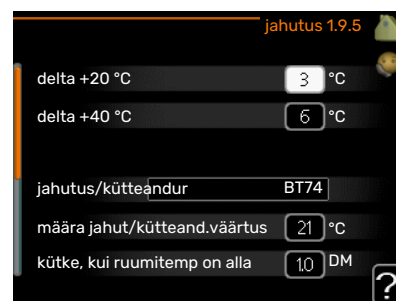 jahutus 1.9.5
delta +20 °C 3 °C
delta +40 °C 6 °C
jahutus/kütteandur BT74
määra jahut/kütteand.väärtus 21 °C
kütke, kui ruumitemp on alla 1.0 DM
?